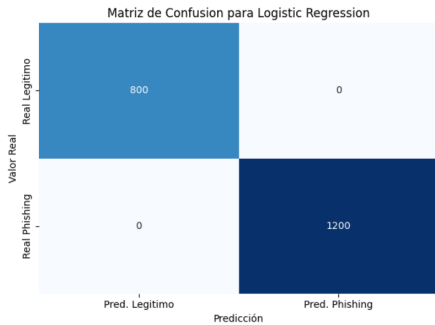 Matriz de Confusion para Logistic Regression
Valor Real
Real Legitimo
800
0
Real Phishing
0
1200
Pred. Legitimo
Pred. Phishing
Predicción